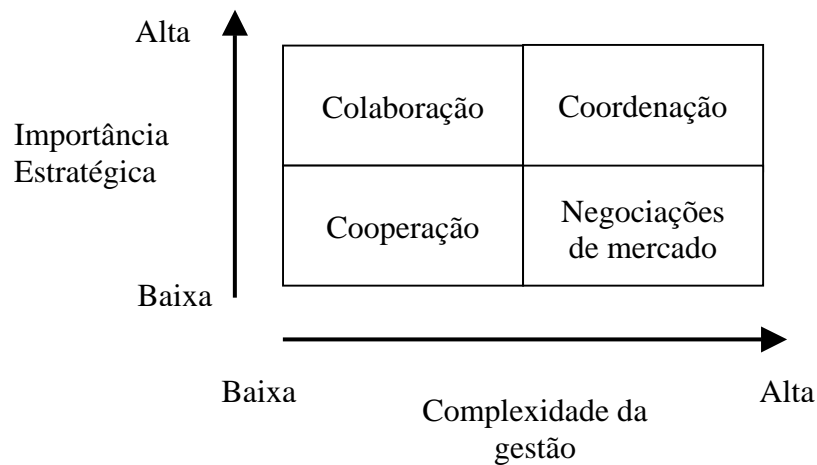 Alta
Importância
Estratégica
Colaboração
Coordenação
Cooperação
Negociações
de mercado
Baixa
Baixa
Complexidade da
gestão
Alta